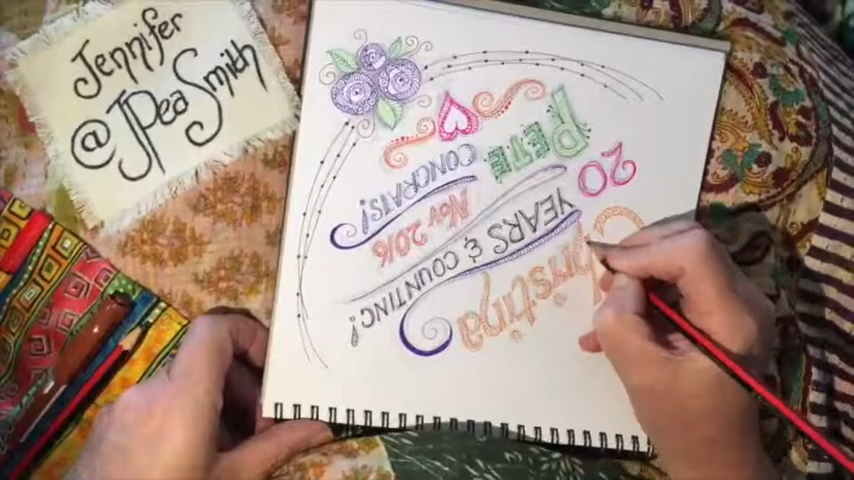 Jennifer
@JPeaSmith
Christina
20 YEARS & COUNTING!
PETE
Nov 2016
CONGRATS!